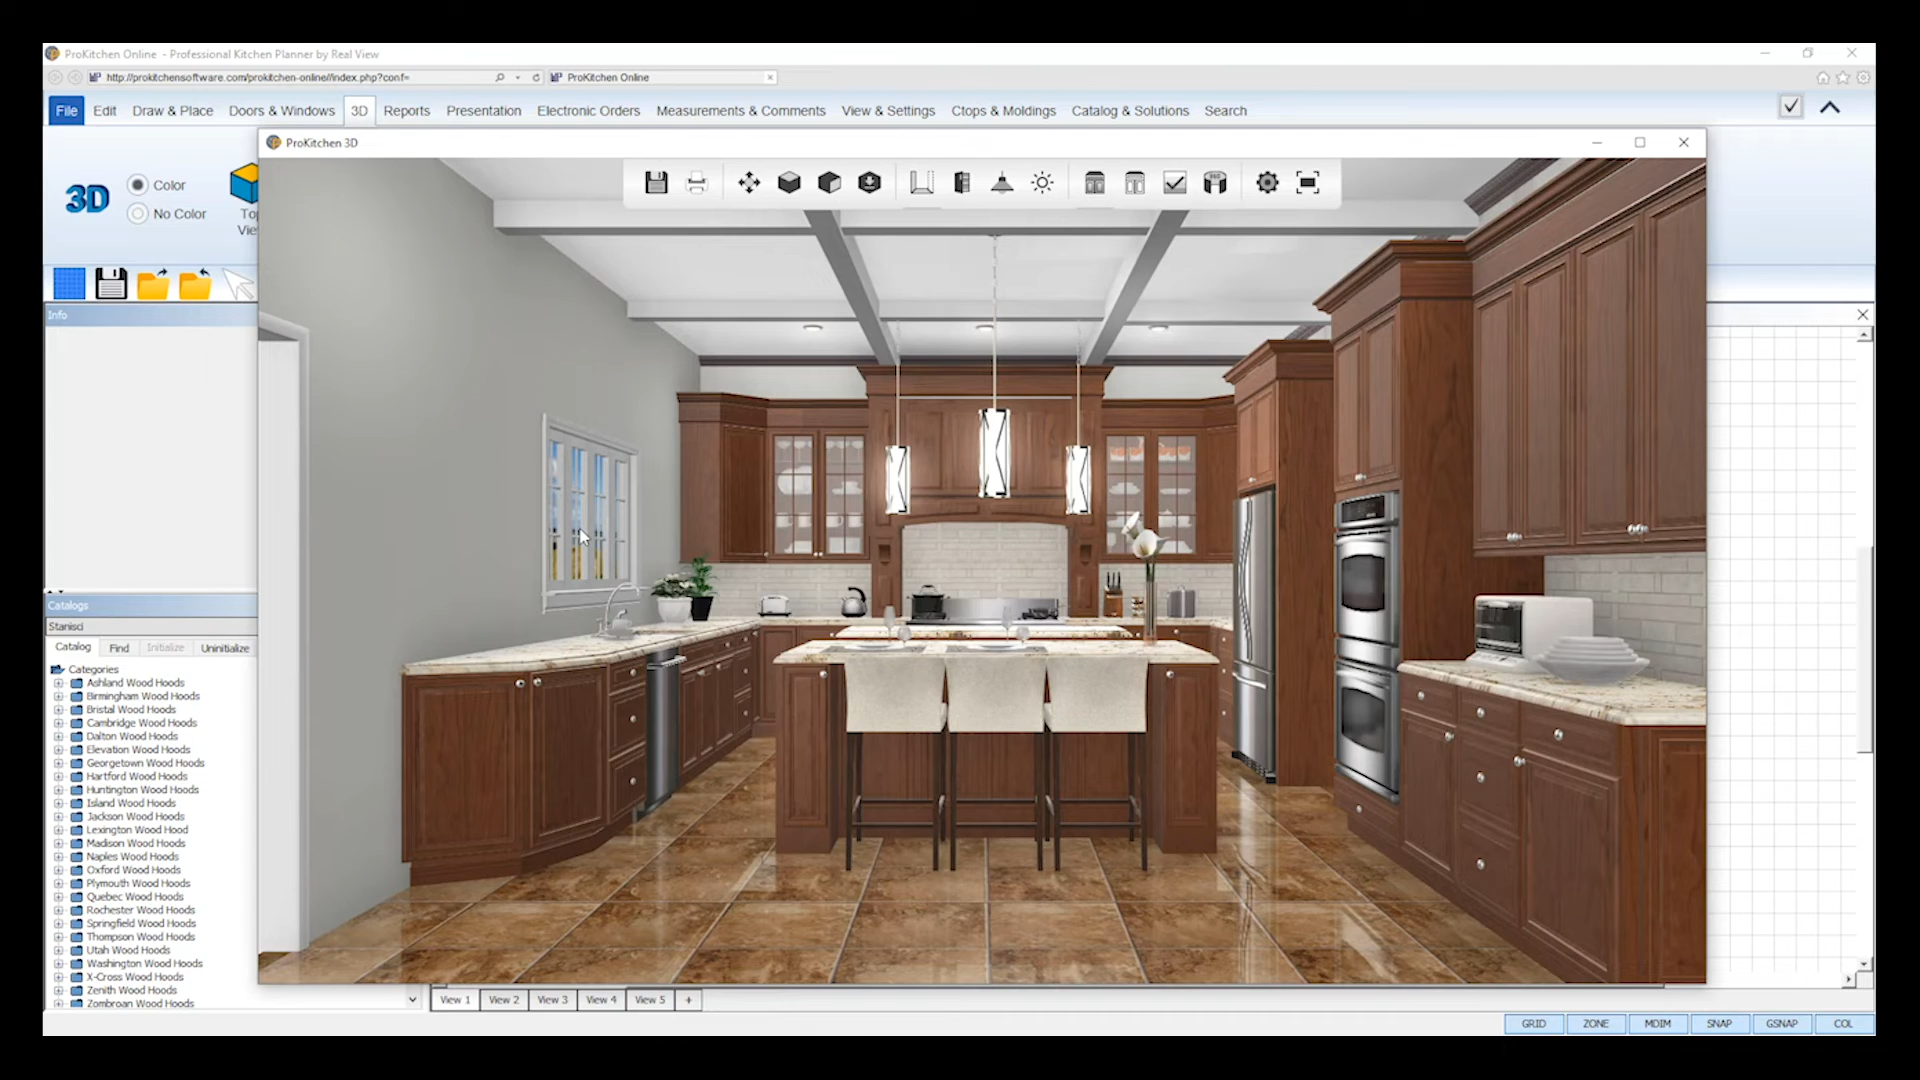 ProKitchen Online - Professional Kitchen Planner by Real View
http://prokitchensoftware.com/prokitchen-online//index.php?conf=
ProKitchen Online
File Edit Draw & Place Doors & Windows 3D Reports Presentation Electronic Orders Measurements & Comments View & Settings Ctops & Moldings Catalog & Solutions Search
ProKitchen 3D
3D
Color
No Color
Top
View
Info
Catalogs
Stanisci
Catalog Find Initialize Uninitialize
Categories
Ashland Wood Hoods
Birmingham Wood Hoods
Bristal Wood Hoods
Cambridge Wood Hoods
Dalton Wood Hoods
Elevation Wood Hoods
Georgetown Wood Hoods
Hartford Wood Hoods
Huntington Wood Hoods
Island Wood Hoods
Jackson Wood Hoods
Lexington Wood Hood
Madison Wood Hoods
Naples Wood Hoods
Oxford Wood Hoods
Plymouth Wood Hoods
Quebec Wood Hoods
Rochester Wood Hoods
Springfield Wood Hoods
Thompson Wood Hoods
Utah Wood Hoods
Washington Wood Hoods
X-Cross Wood Hoods
Zenith Wood Hoods
Zombroan Wood Hoods
View 1 View 2 View 3 View 4 View 5 +
GRID ZONE MDIM SNAP GSNAP COL